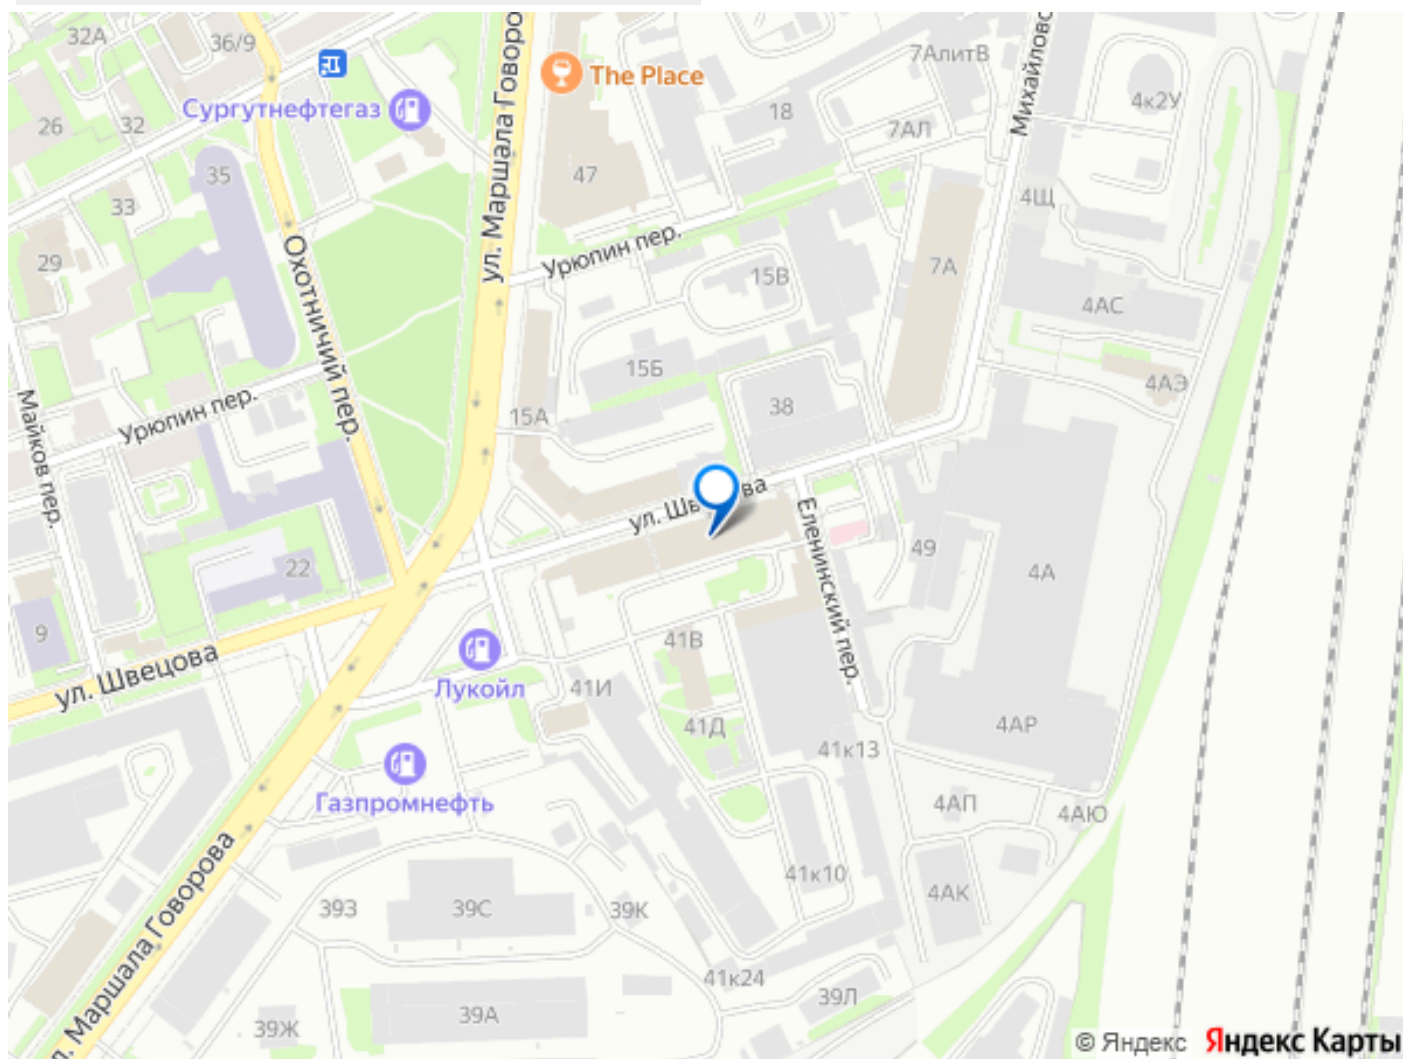 32А
36/9
ул. Маршала Говоро
The Place
7АлитВ
Михайловс
Сургутнефтегаз
4к2У
26
32
18
7АЛ
35
47
33
4Щ
29
Охотничий пер.
Урюпин пер.
15В
7А
4АС
15Б
4АЭ
Майков пер.
Урюпин пер.
15А
38
ул. Шв
ва
Еленинский пер.
49
22
4А
9
ул. Швецова
Лукойл
41В
41И
41Д
4АР
41к13
Газпромнефть
4АП
4АЮ
ул. Маршала Говорова
41к10
4АК
39З
39С
39К
41к24
39Л
39Ж
39А
© Яндекс Яндекс Карты